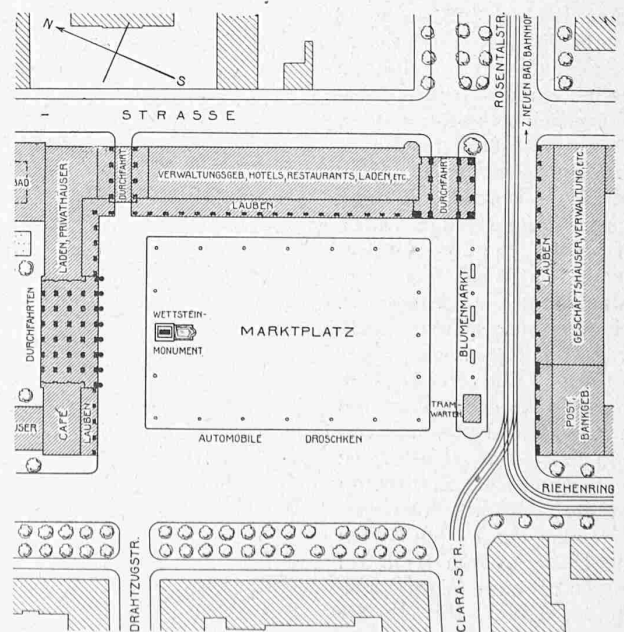 N
S
STRASSE
ROSENTALSTR.
→ Z. NEUEN BAD. BAHNHOF
BAD
LADEN, PRIVATHÄUSER
DURCHFAHRT
VERWALTUNGSGEB, HOTELS, RESTAURANTS, LADEN, ETC.
LAUBEN
DURCHFAHRT
LAUBEN
GESCHÄFTSHÄUSER, VERWALTUNG, ETC.
DURCHFAHRTEN
WETTSTEIN-
MONUMENT
MARKTPLATZ
BLUMENMARKT
TRAM-
WARTEH.
CAFÉ
LAUBEN
POST,
BANKGEB.
AUTOMOBILE DROSCHKEN
RIEHENRING
DRAHTZUGSTR.
CLARA-STR.